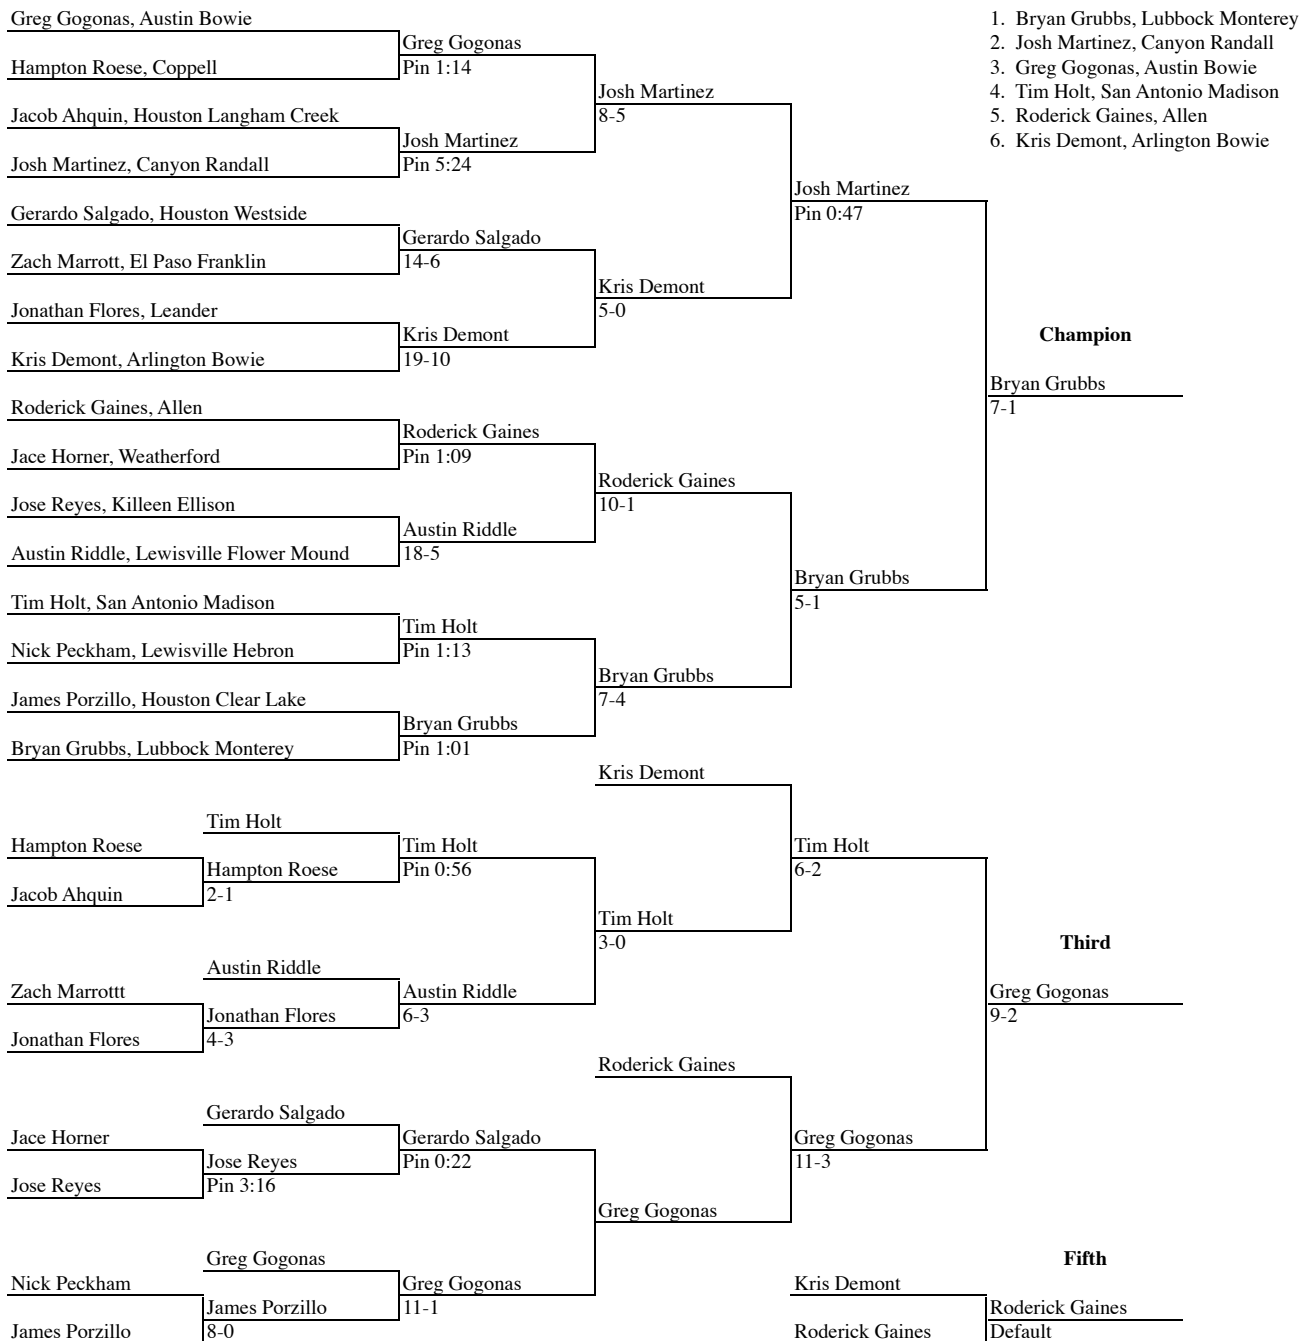 Greg Gogonas, Austin Bowie
Hampton Roese, Coppell
Jacob Ahquin, Houston Langham Creek
Josh Martinez, Canyon Randall
Gerardo Salgado, Houston Westside
Zach Marrott, El Paso Franklin
Jonathan Flores, Leander
Kris Demont, Arlington Bowie
Roderick Gaines, Allen
Jace Horner, Weatherford
Jose Reyes, Killeen Ellison
Austin Riddle, Lewisville Flower Mound
Tim Holt, San Antonio Madison
Nick Peckham, Lewisville Hebron
James Porzillo, Houston Clear Lake
Bryan Grubbs, Lubbock Monterey
Greg Gogonas
Pin 1:14
Josh Martinez
Pin 5:24
Gerardo Salgado
14-6
Kris Demont
19-10
Roderick Gaines
Pin 1:09
Austin Riddle
18-5
Tim Holt
Pin 1:13
Bryan Grubbs
Pin 1:01
Josh Martinez
8-5
Kris Demont
5-0
Roderick Gaines
10-1
Bryan Grubbs
7-4
Josh Martinez
Pin 0:47
Bryan Grubbs
5-1
Champion
Bryan Grubbs
7-1
1. Bryan Grubbs, Lubbock Monterey
2. Josh Martinez, Canyon Randall
3. Greg Gogonas, Austin Bowie
4. Tim Holt, San Antonio Madison
5. Roderick Gaines, Allen
6. Kris Demont, Arlington Bowie
Hampton Roese
Jacob Ahquin
Zach Marrottt
Jonathan Flores
Jace Horner
Jose Reyes
Nick Peckham
James Porzillo
Tim Holt
Hampton Roese
2-1
Austin Riddle
Jonathan Flores
4-3
Gerardo Salgado
Jose Reyes
Pin 3:16
Greg Gogonas
James Porzillo
8-0
Tim Holt
Pin 0:56
Austin Riddle
6-3
Gerardo Salgado
Pin 0:22
Greg Gogonas
11-1
Kris Demont
Tim Holt
3-0
Roderick Gaines
Greg Gogonas
Tim Holt
6-2
Greg Gogonas
11-3
Third
Greg Gogonas
9-2
Fifth
Kris Demont
Roderick Gaines
Roderick Gaines
Default